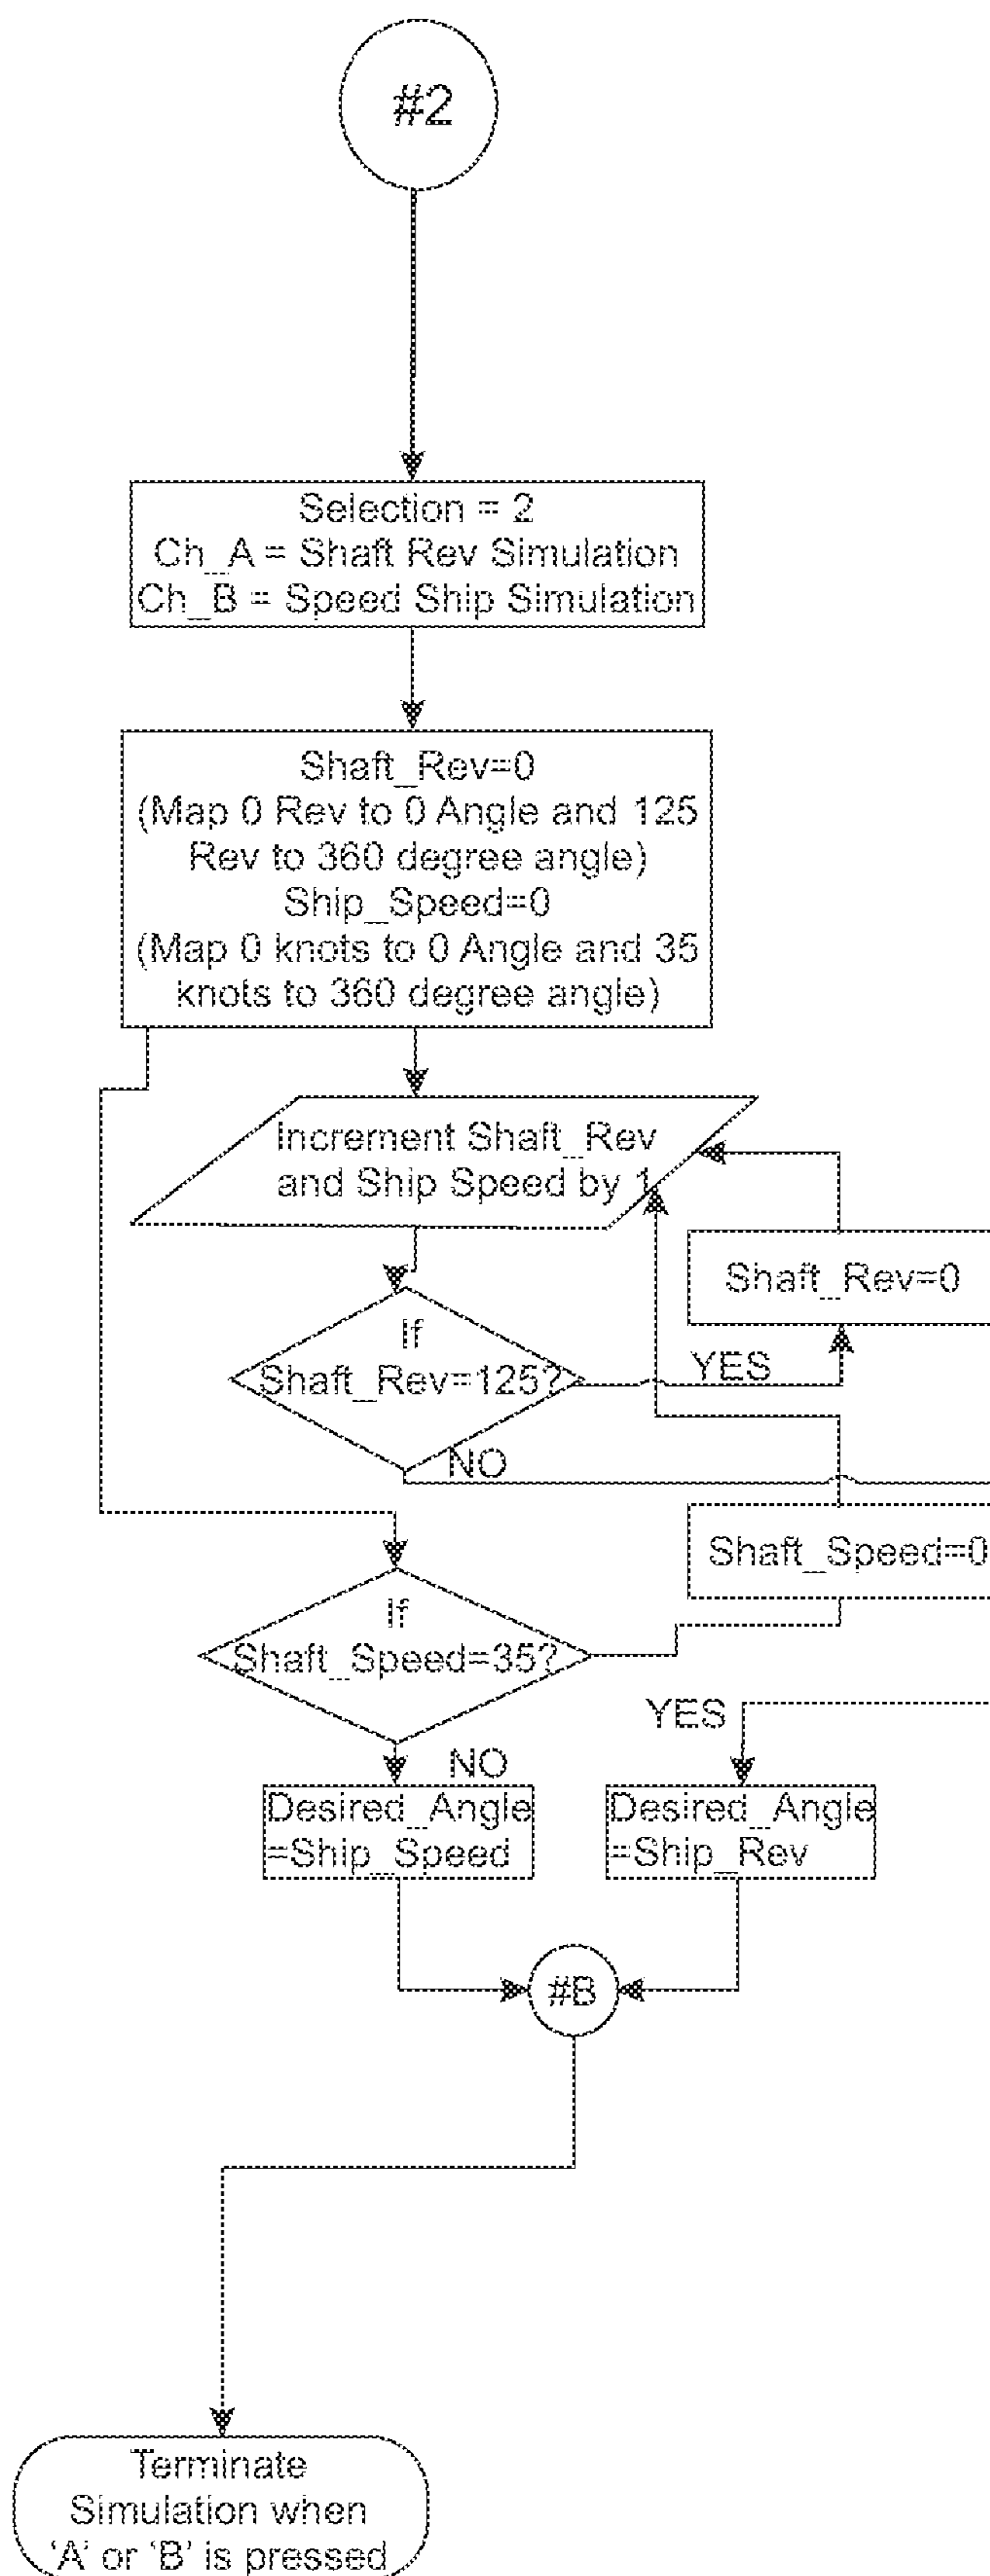 #2
Selection = 2
Ch_A = Shaft Rev Simulation
Ch_B = Speed Ship Simulation
Shaft_Rev=0
(Map 0 Rev to 0 Angle and 125
Rev to 360 degree angle)
Ship_Speed=0
(Map 0 knots to 0 Angle and 35
knots to 360 degree angle)
Increment Shaft_Rev
and Ship Speed by 1
Shaft_Rev=0
If
Shaft_Rev=125?
YES
NO
Shaft_Speed=0
If
Shaft_Speed=35?
YES
NO
Desired_Angle
=Ship_Speed
Desired_Angle
=Ship_Rev
#B
Terminate
Simulation when
‘A’ or ‘B’ is pressed